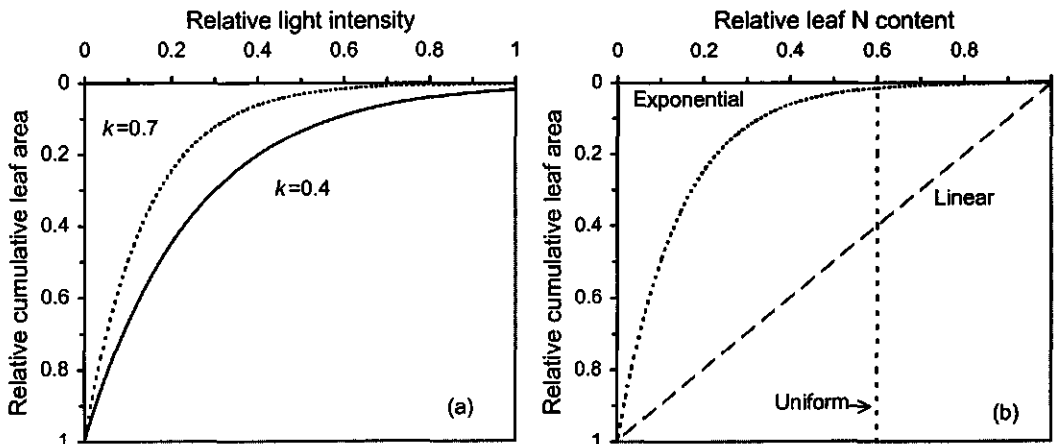 Relative light intensity
0 0.2 0.4 0.6 0.8 1
Relative cumulative leaf area
0
0.2
0.4
0.6
0.8
1
k=0.7
k=0.4
(a)
Relative leaf N content
0 0.2 0.4 0.6 0.8
Relative cumulative leaf area
0
0.2
0.4
0.6
0.8
1
Exponential
Linear
Uniform
(b)